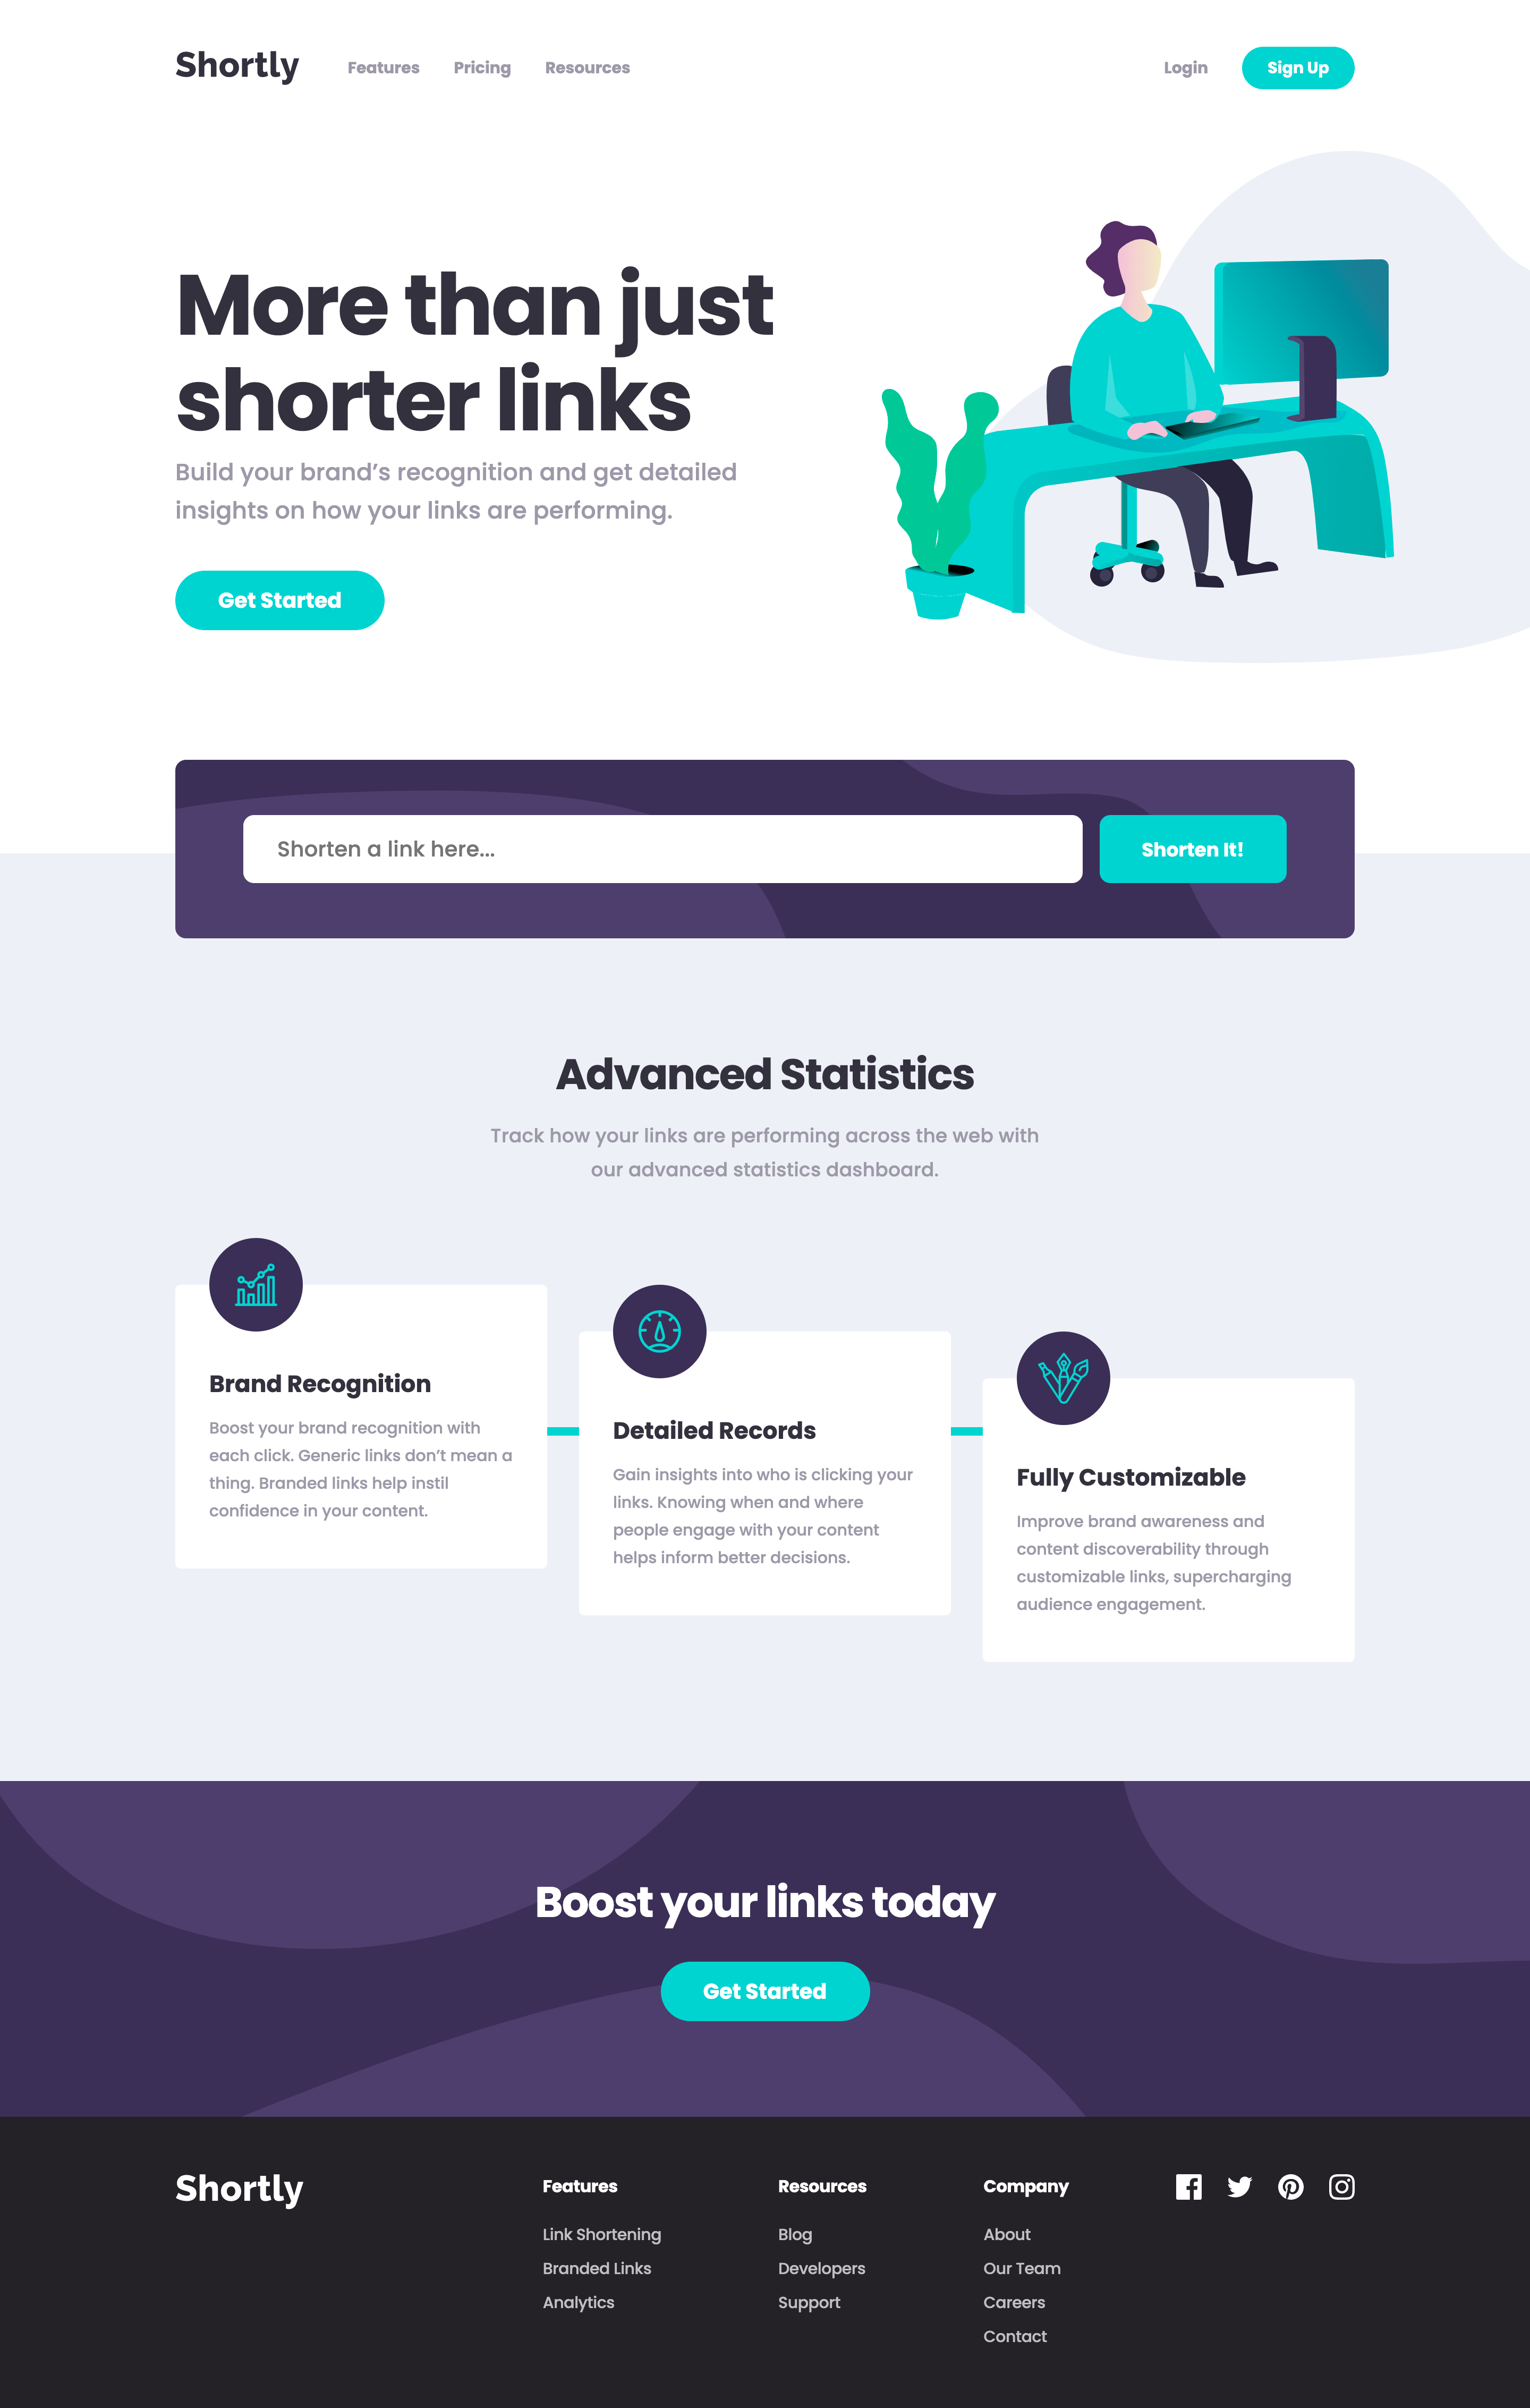 Shortly
Features
Pricing
Resources
Login
Sign Up
More than just
shorter links
Build your brand’s recognition and get detailed
insights on how your links are performing.
Get Started
Shorten a link here...
Shorten It!
Advanced Statistics
Track how your links are performing across the web with
our advanced statistics dashboard.
Brand Recognition
Boost your brand recognition with
each click. Generic links don’t mean a
thing. Branded links help instil
confidence in your content.
Detailed Records
Gain insights into who is clicking your
links. Knowing when and where
people engage with your content
helps inform better decisions.
Fully Customizable
Improve brand awareness and
content discoverability through
customizable links, supercharging
audience engagement.
Boost your links today
Get Started
Shortly
Features
Link Shortening
Branded Links
Analytics
Resources
Blog
Developers
Support
Company
About
Our Team
Careers
Contact